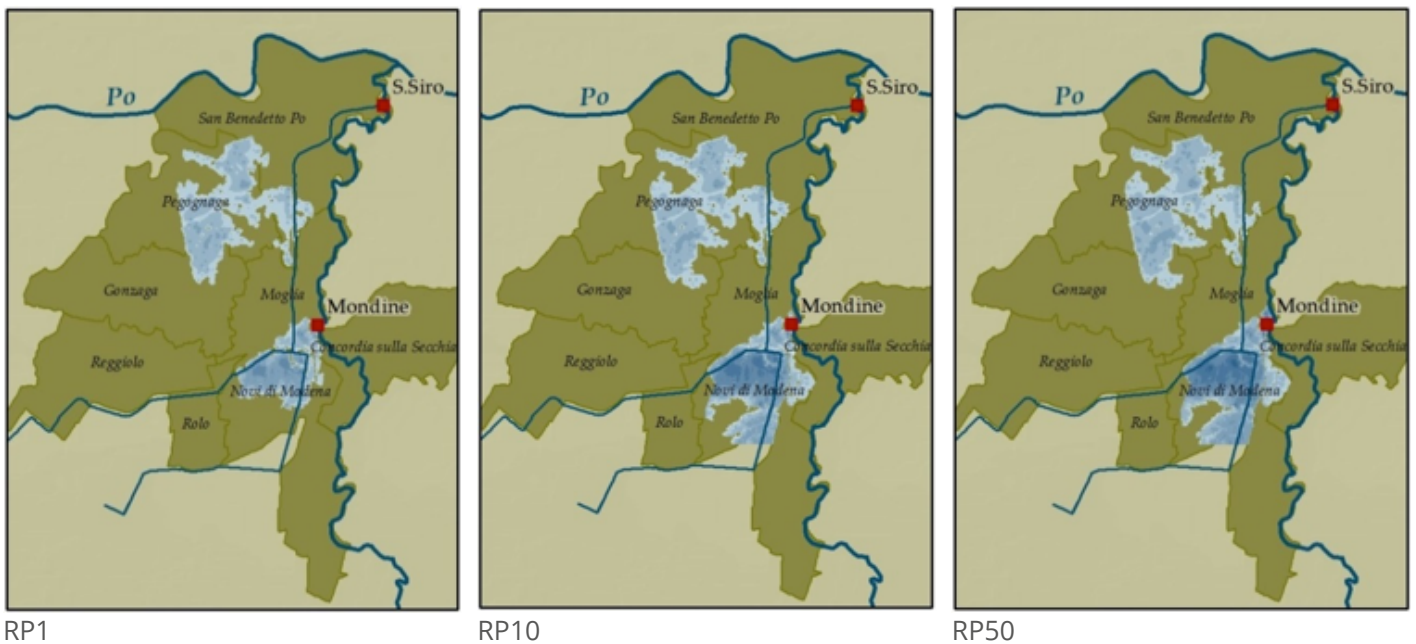 Po
S.Siro
San Benedetto Po
Pegognaga
Gonzaga
Moglia
Mondine
Reggiolo
Concordia sulla Secchia
Novi di Modena
Rolo
RP1
Po
S.Siro
San Benedetto Po
Pegognaga
Gonzaga
Moglia
Mondine
Reggiolo
Concordia sulla Secchia
Novi di Modena
Rolo
RP10
Po
S.Siro
San Benedetto Po
Pegognaga
Gonzaga
Moglia
Mondine
Reggiolo
Concordia sulla Secchia
Novi di Modena
Rolo
RP50